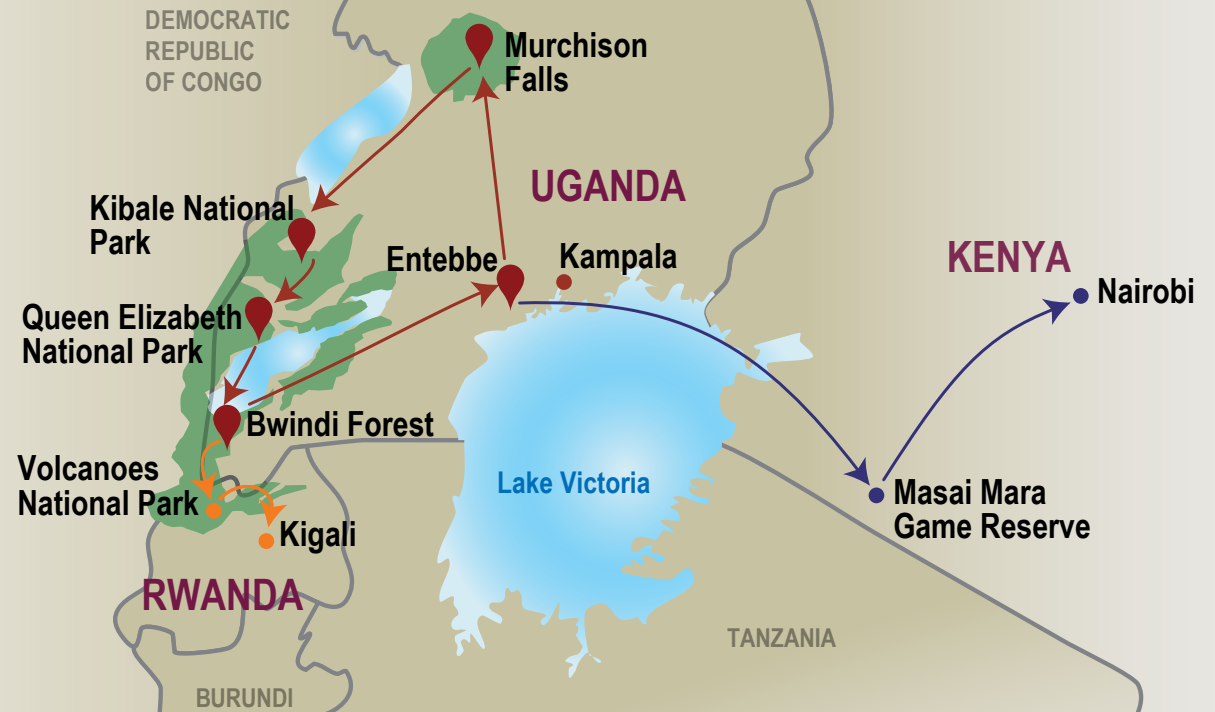 DEMOCRATIC
REPUBLIC
OF CONGO
Murchison
Falls
UGANDA
Kibale National
Park
Entebbe
Kampala
KENYA
Nairobi
Queen Elizabeth
National Park
Bwindi Forest
Volcanoes
National Park
Lake Victoria
Masai Mara
Game Reserve
Kigali
RWANDA
TANZANIA
BURUNDI